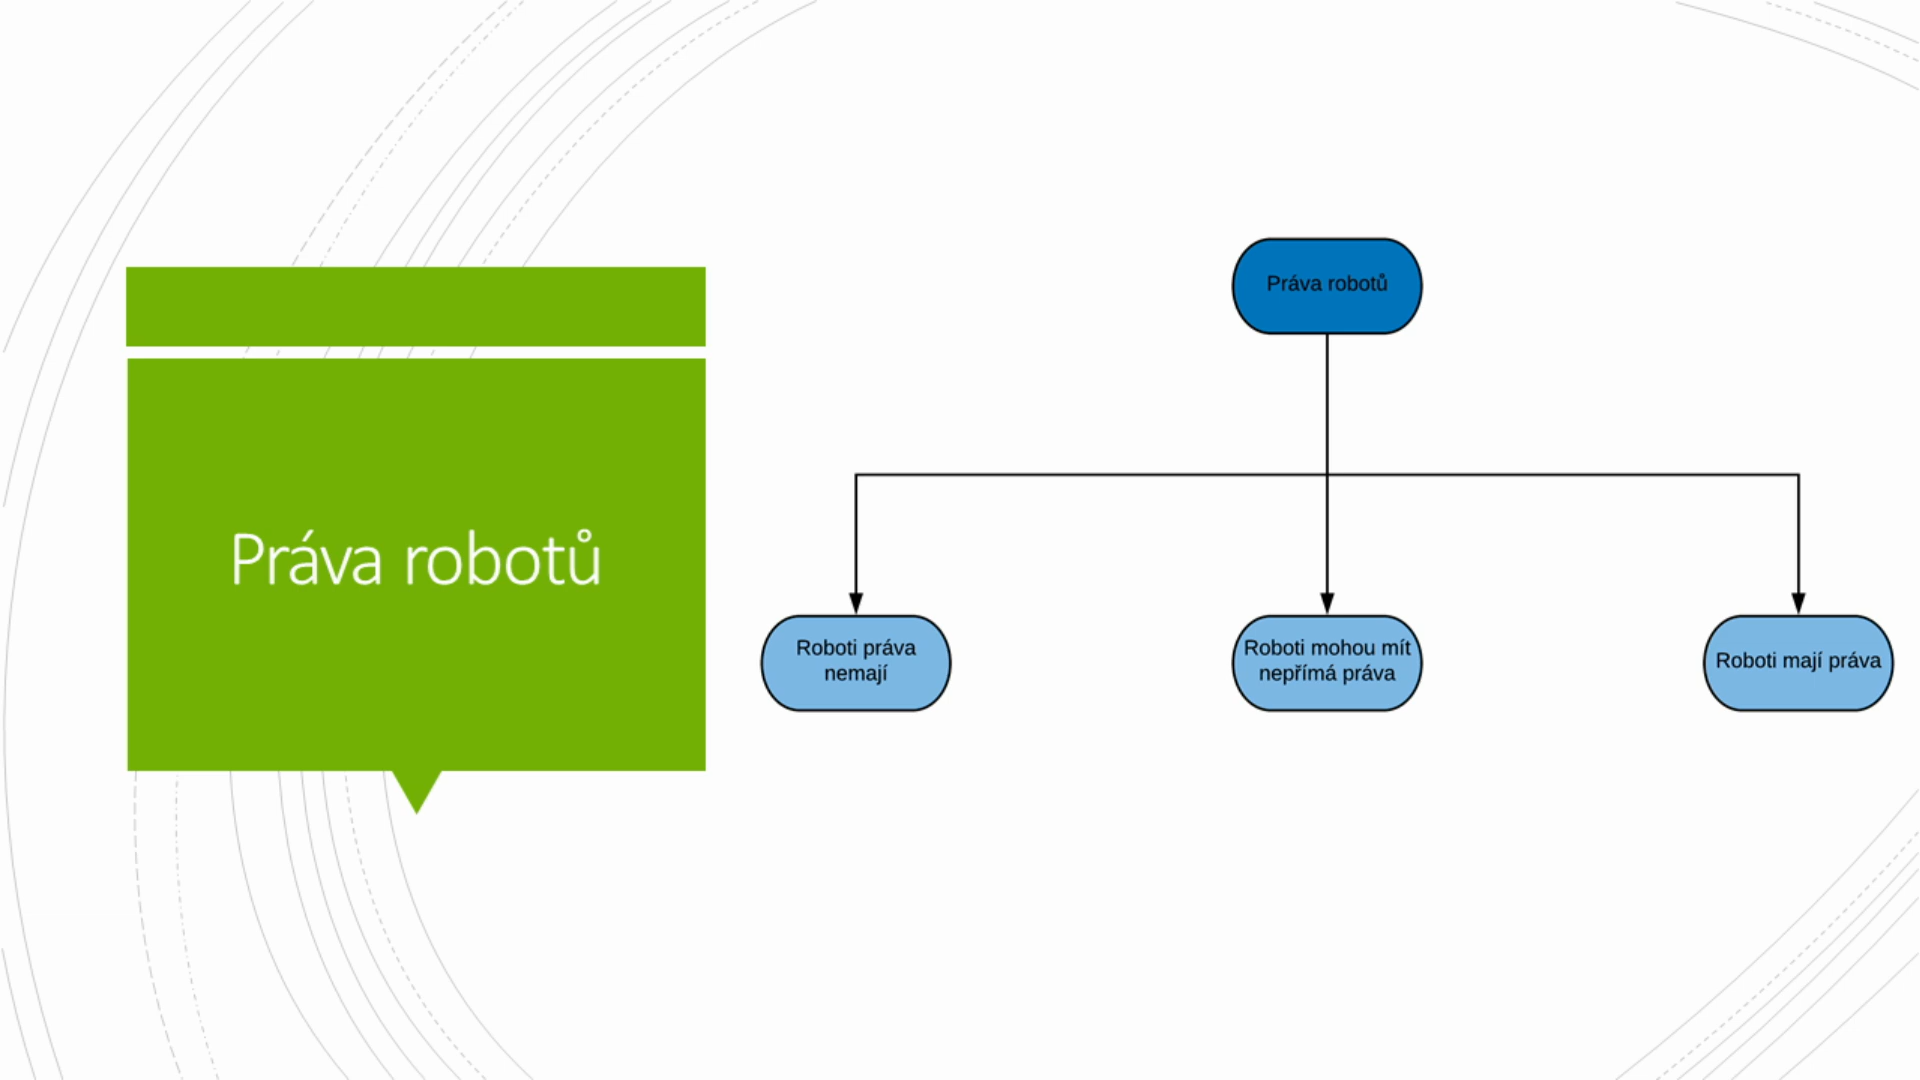 Práva robotů
Práva robotů
Roboti práva
nemají
Roboti mohou mít
nepřímá práva
Roboti mají práva